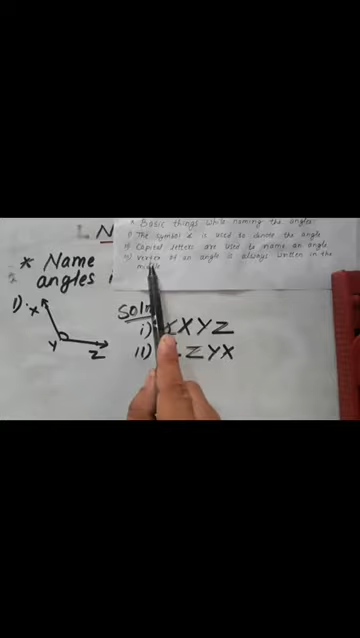 * Basic things while naming the angles
i) The symbol ∠ is used to denote the angle
ii) Capital letters are used to name an angle
iii) Vertex of an angle is always written in the middle
1. N
* Name
angles
1). X
Y
Z
Soln
i) ∠XYZ
ii) ZYX